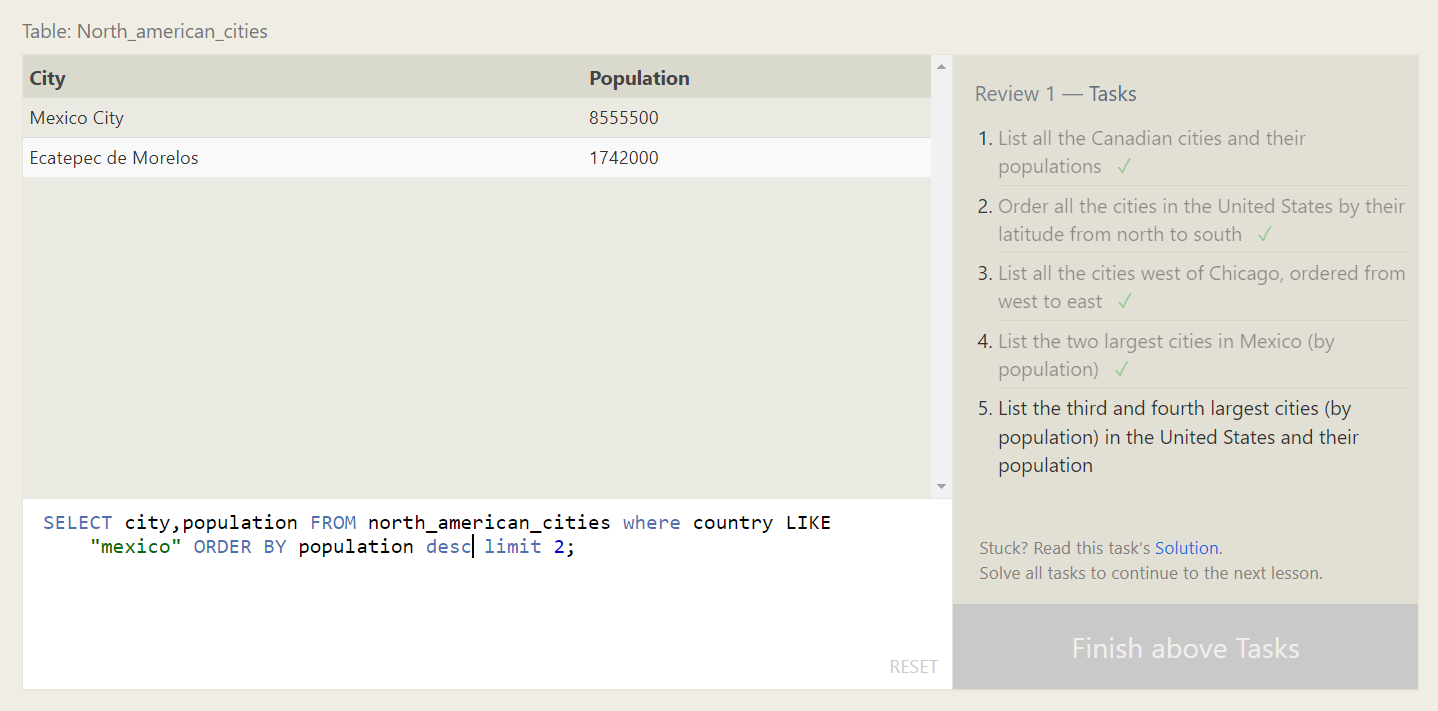 Table: North_american_cities
City Population
Mexico City 8555500
Ecatepec de Morelos 1742000
SELECT city,population FROM north_american_cities where country LIKE
"mexico" ORDER BY population desc limit 2;
RESET
Review 1 — Tasks
1. List all the Canadian cities and their
populations ✓
2. Order all the cities in the United States by their
latitude from north to south ✓
3. List all the cities west of Chicago, ordered from
west to east ✓
4. List the two largest cities in Mexico (by
population) ✓
5. List the third and fourth largest cities (by
population) in the United States and their
population
Stuck? Read this task's Solution.
Solve all tasks to continue to the next lesson.
Finish above Tasks